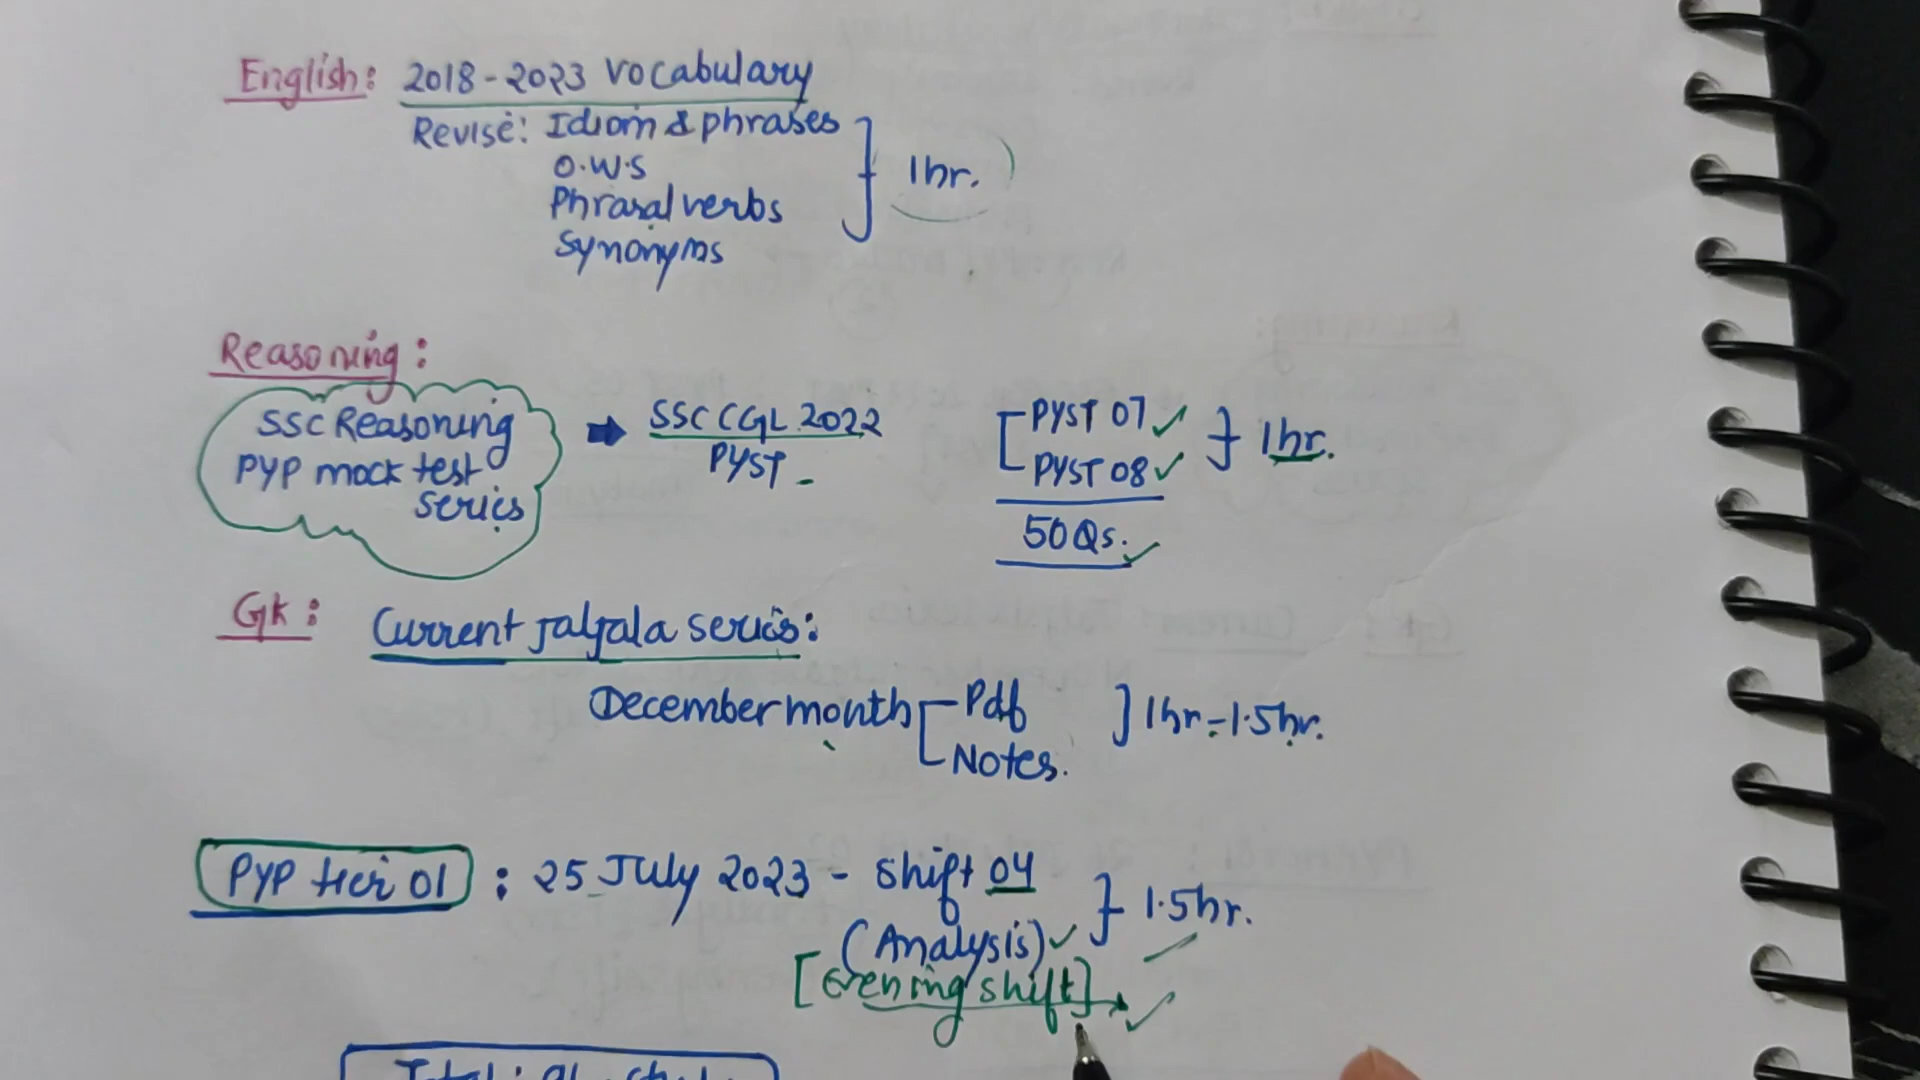 English: 2018-2023 Vocabulary
Revise: Idiom & phrases
O.W.S
Phrasal verbs
Synonyms
1hr.
Reasoning:
SSC Reasoning
PYP mock test
series
SSC CGL 2022
PYST
PYST 07
PYST 08
1hr.
50Qs.
Gk: Current jaljala series:
December month
Pdf
Notes.
1hr-1.5hr.
PYP tier 01: 25 July 2023 - Shift 04
(Analysis)
1.5hr.
[Evening shift]
Total: